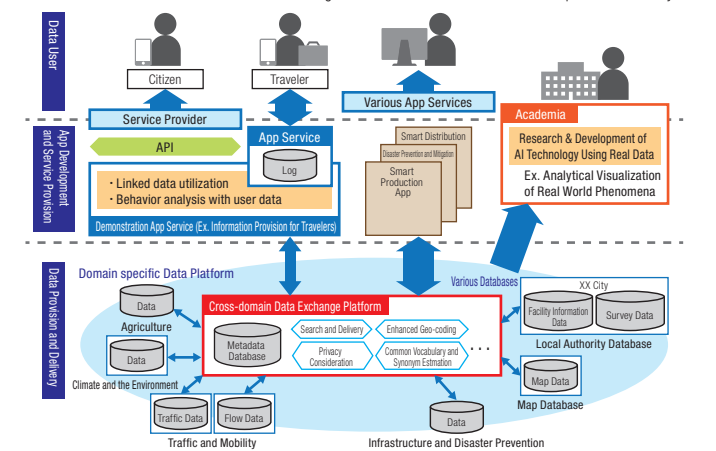 Data User
Citizen
Traveler
Service Provider
Various App Services
Academia
App Development
and Service Provision
API
App Service
Log
• Linked data utilization
• Behavior analysis with user data
Demonstration App Service (Ex. Information Provision for Travelers)
Smart Distribution
Disaster Prevention and Mitigation
Smart
Production
App
Research & Development of
AI Technology Using Real Data
Ex. Analytical Visualization
of Real World Phenomena
Data Provision and Delivery
Domain specific Data Platform
Various Databases
Cross-domain Data Exchange Platform
Metadata
Database
Search and Delivery
Enhanced Geo-coding
Privacy
Consideration
Common Vocabulary and
Synonym Estmation
...
Data
Agriculture
Data
Climate and the Environment
Traffic Data
Flow Data
Traffic and Mobility
Data
Infrastructure and Disaster Prevention
XX City
Facility Information
Data
Survey Data
Local Authority Database
Map Data
Map Database